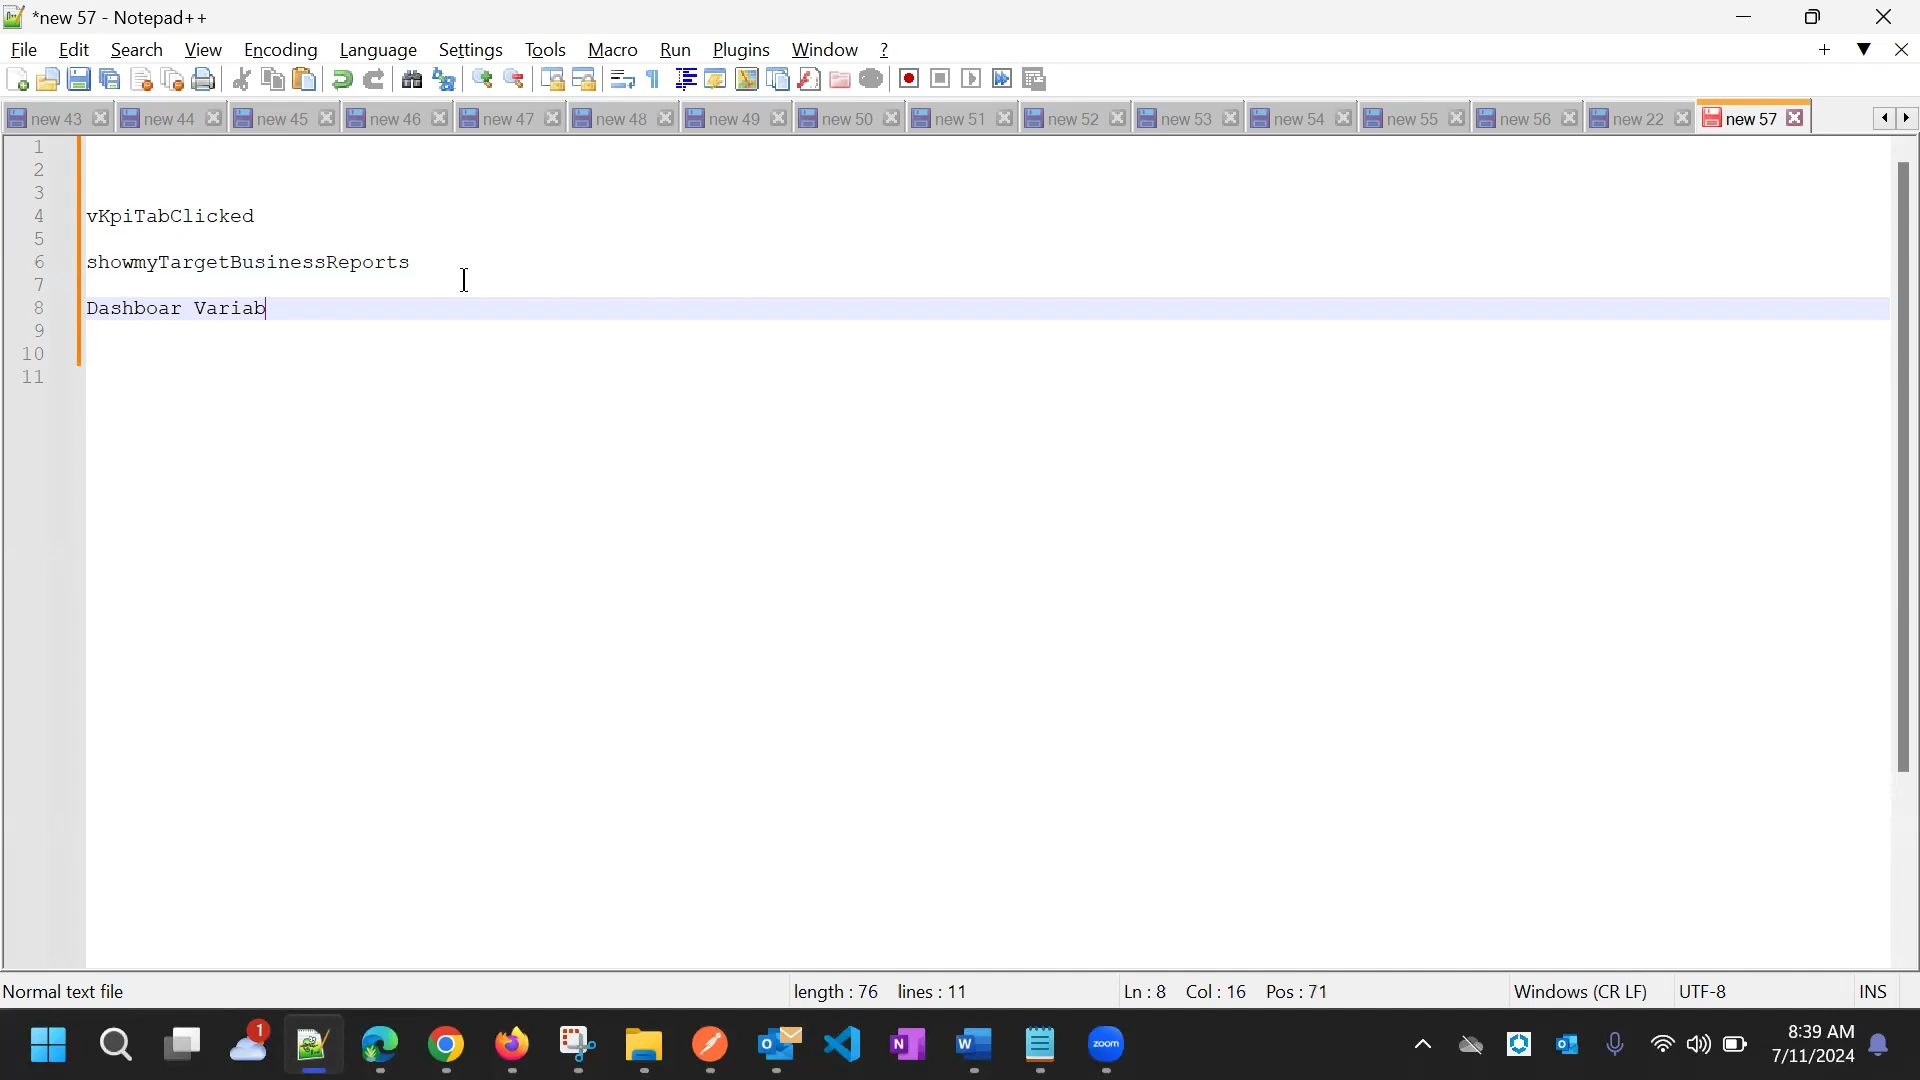 *new 57 - Notepad++
File Edit Search View Encoding Language Settings Tools Macro Run Plugins Window ?
new 43 new 44 new 45 new 46 new 47 new 48 new 49 new 50 new 51 new 52 new 53 new 54 new 55 new 56 new 22 new 57
1
2
3
4 vKpiTabClicked
5
6 showmyTargetBusinessReports
7
8 Dashboar Variab
9
10
11
Normal text file length : 76 lines : 11 Ln : 8 Col : 16 Pos : 71 Windows (CR LF) UTF-8 INS
1 zoom 8:39 AM
7/11/2024